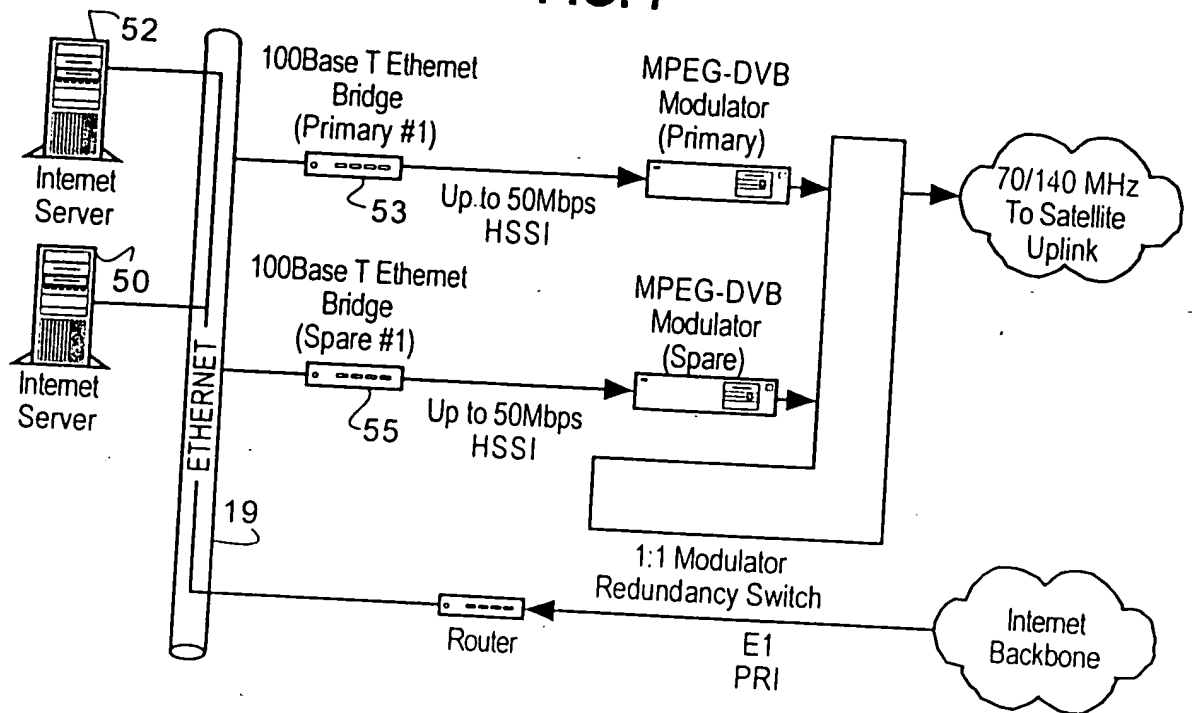 52
100Base T Ethernet
Bridge
(Primary #1)
MPEG-DVB
Modulator
(Primary)
Internet
Server
53
Up to 50Mbps
HSSI
70/140 MHz
To Satellite
Uplink
50
100Base T Ethernet
Bridge
(Spare #1)
MPEG-DVB
Modulator
(Spare)
Internet
Server
55
Up to 50Mbps
HSSI
ETHERNET
19
1:1 Modulator
Redundancy Switch
Router
E1
PRI
Internet
Backbone